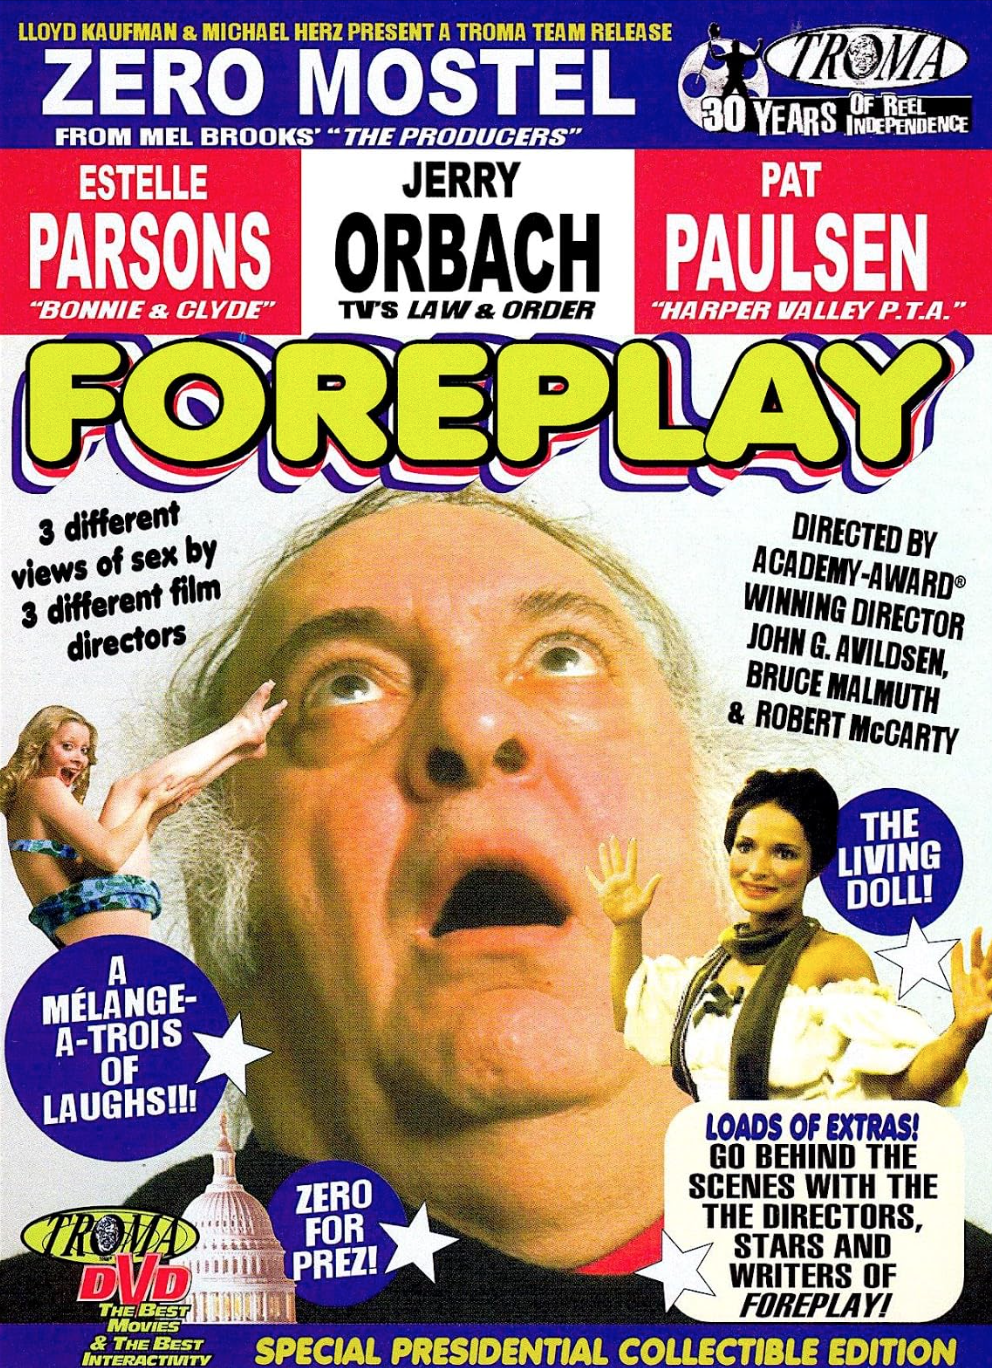 LLOYD KAUFMAN & MICHAEL HERZ PRESENT A TROMA TEAM RELEASE
ZERO MOSTEL
FROM MEL BROOKS' "THE PRODUCERS"
TROMA
30 YEARS OF REEL INDEPENDENCE
ESTELLE
PARSONS
"BONNIE & CLYDE"
JERRY
ORBACH
TV'S LAW & ORDER
PAT
PAULSEN
"HARPER VALLEY P.T.A."
FOREPLAY
3 different
views of sex by
3 different film
directors
DIRECTED BY
ACADEMY-AWARD®
WINNING DIRECTOR
JOHN G. AVILDSEN,
BRUCE MALMUTH
& ROBERT McCARTY
THE
LIVING
DOLL!
A
MÉLANGE-
A-TROIS
OF
LAUGHS!!!
ZERO
FOR
PREZ!
LOADS OF EXTRAS!
GO BEHIND THE
SCENES WITH THE
THE DIRECTORS,
STARS AND
WRITERS OF
FOREPLAY!
TROMA
DVD
THE BEST
MOVIES
& THE BEST
INTERACTIVITY
SPECIAL PRESIDENTIAL COLLECTIBLE EDITION